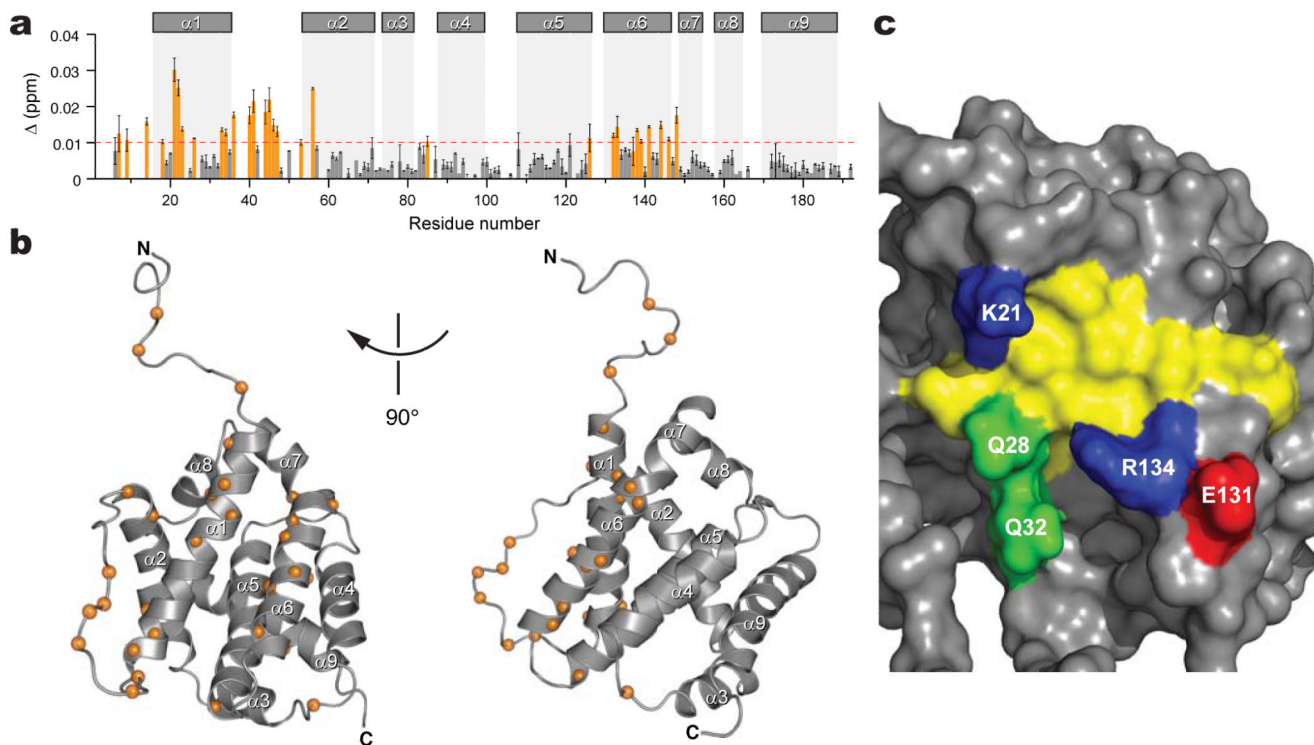 a
α1 α2 α3 α4 α5 α6 α7 α8 α9
Δ (ppm)
0.04
0.03
0.02
0.01
0
20 40 60 80 100 120 140 160 180
Residue number
b
N
α8
α7
α1
α2
α5
α4
α6
α9
α3
C
90°
N
α7
α1
α8
α6
α2
α5
α4
α9
α3
C
c
K21
Q28
R134
E131
Q32